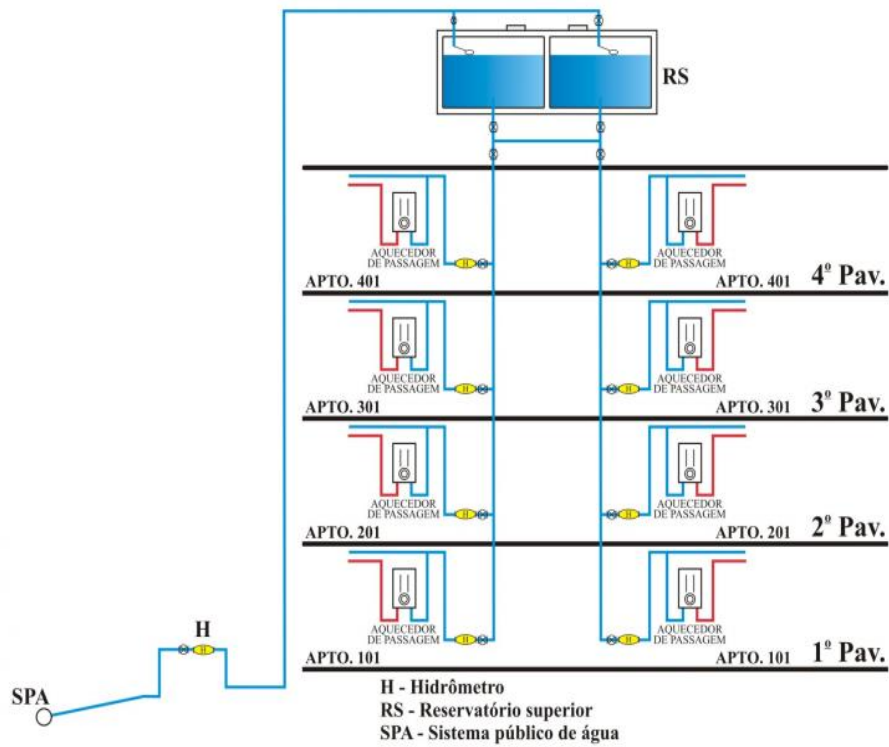 RS
AQUECEDOR
DE PASSAGEM
H
APTO. 401
AQUECEDOR
DE PASSAGEM
H
APTO. 401
4º Pav.
AQUECEDOR
DE PASSAGEM
H
APTO. 301
AQUECEDOR
DE PASSAGEM
H
APTO. 301
3º Pav.
AQUECEDOR
DE PASSAGEM
H
APTO. 201
AQUECEDOR
DE PASSAGEM
H
APTO. 201
2º Pav.
AQUECEDOR
DE PASSAGEM
H
APTO. 101
AQUECEDOR
DE PASSAGEM
H
APTO. 101
1º Pav.
H
H
SPA
H - Hidrômetro
RS - Reservatório superior
SPA - Sistema público de água